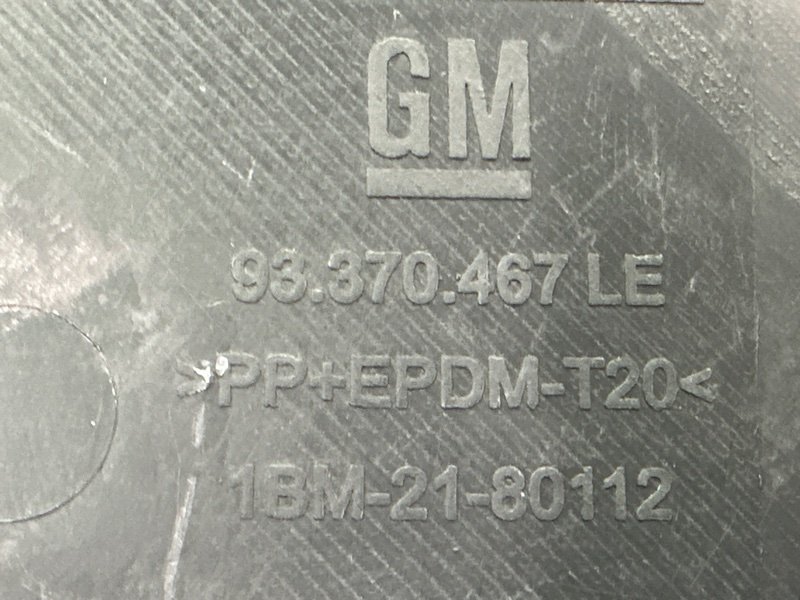 GM
93.370.467 LE
>PP+EPDM-T20<
1BM-21-80112